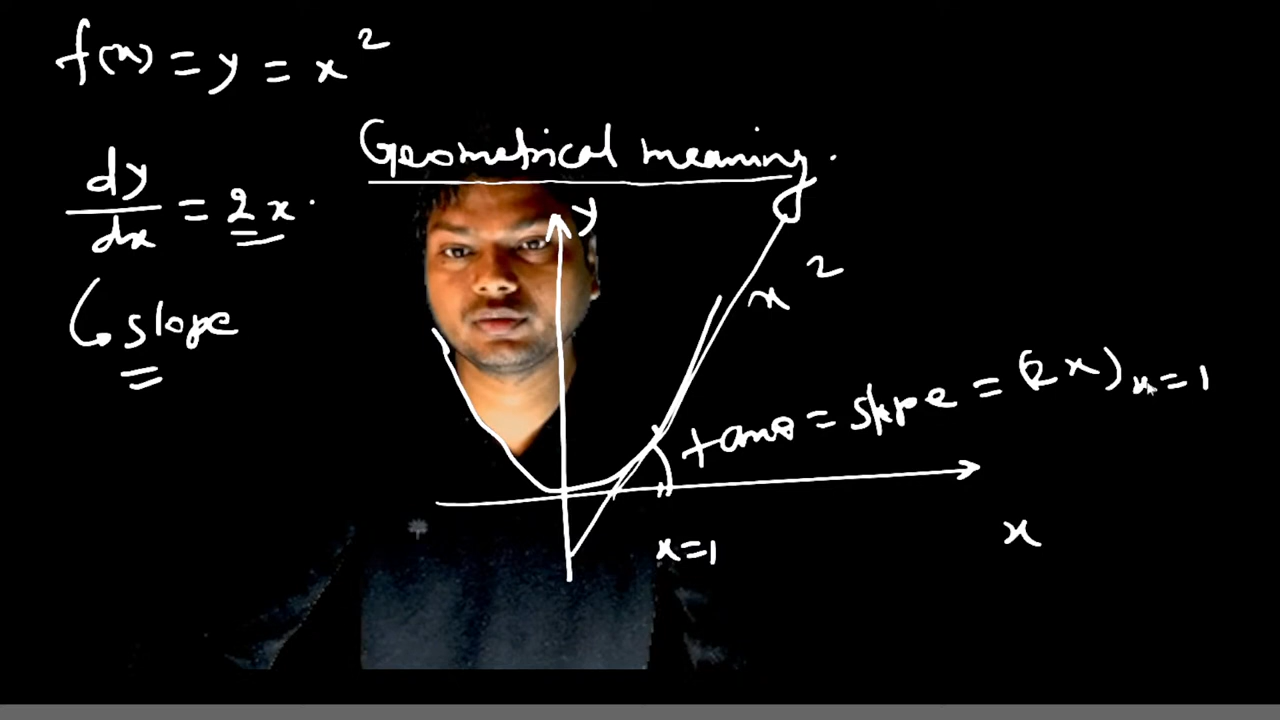 f(x) = y = x²
Geometrical meaning.
dy/dx = 2x.
↳ slope
y
x²
tanθ = slope = (2x)x=1
x=1
x